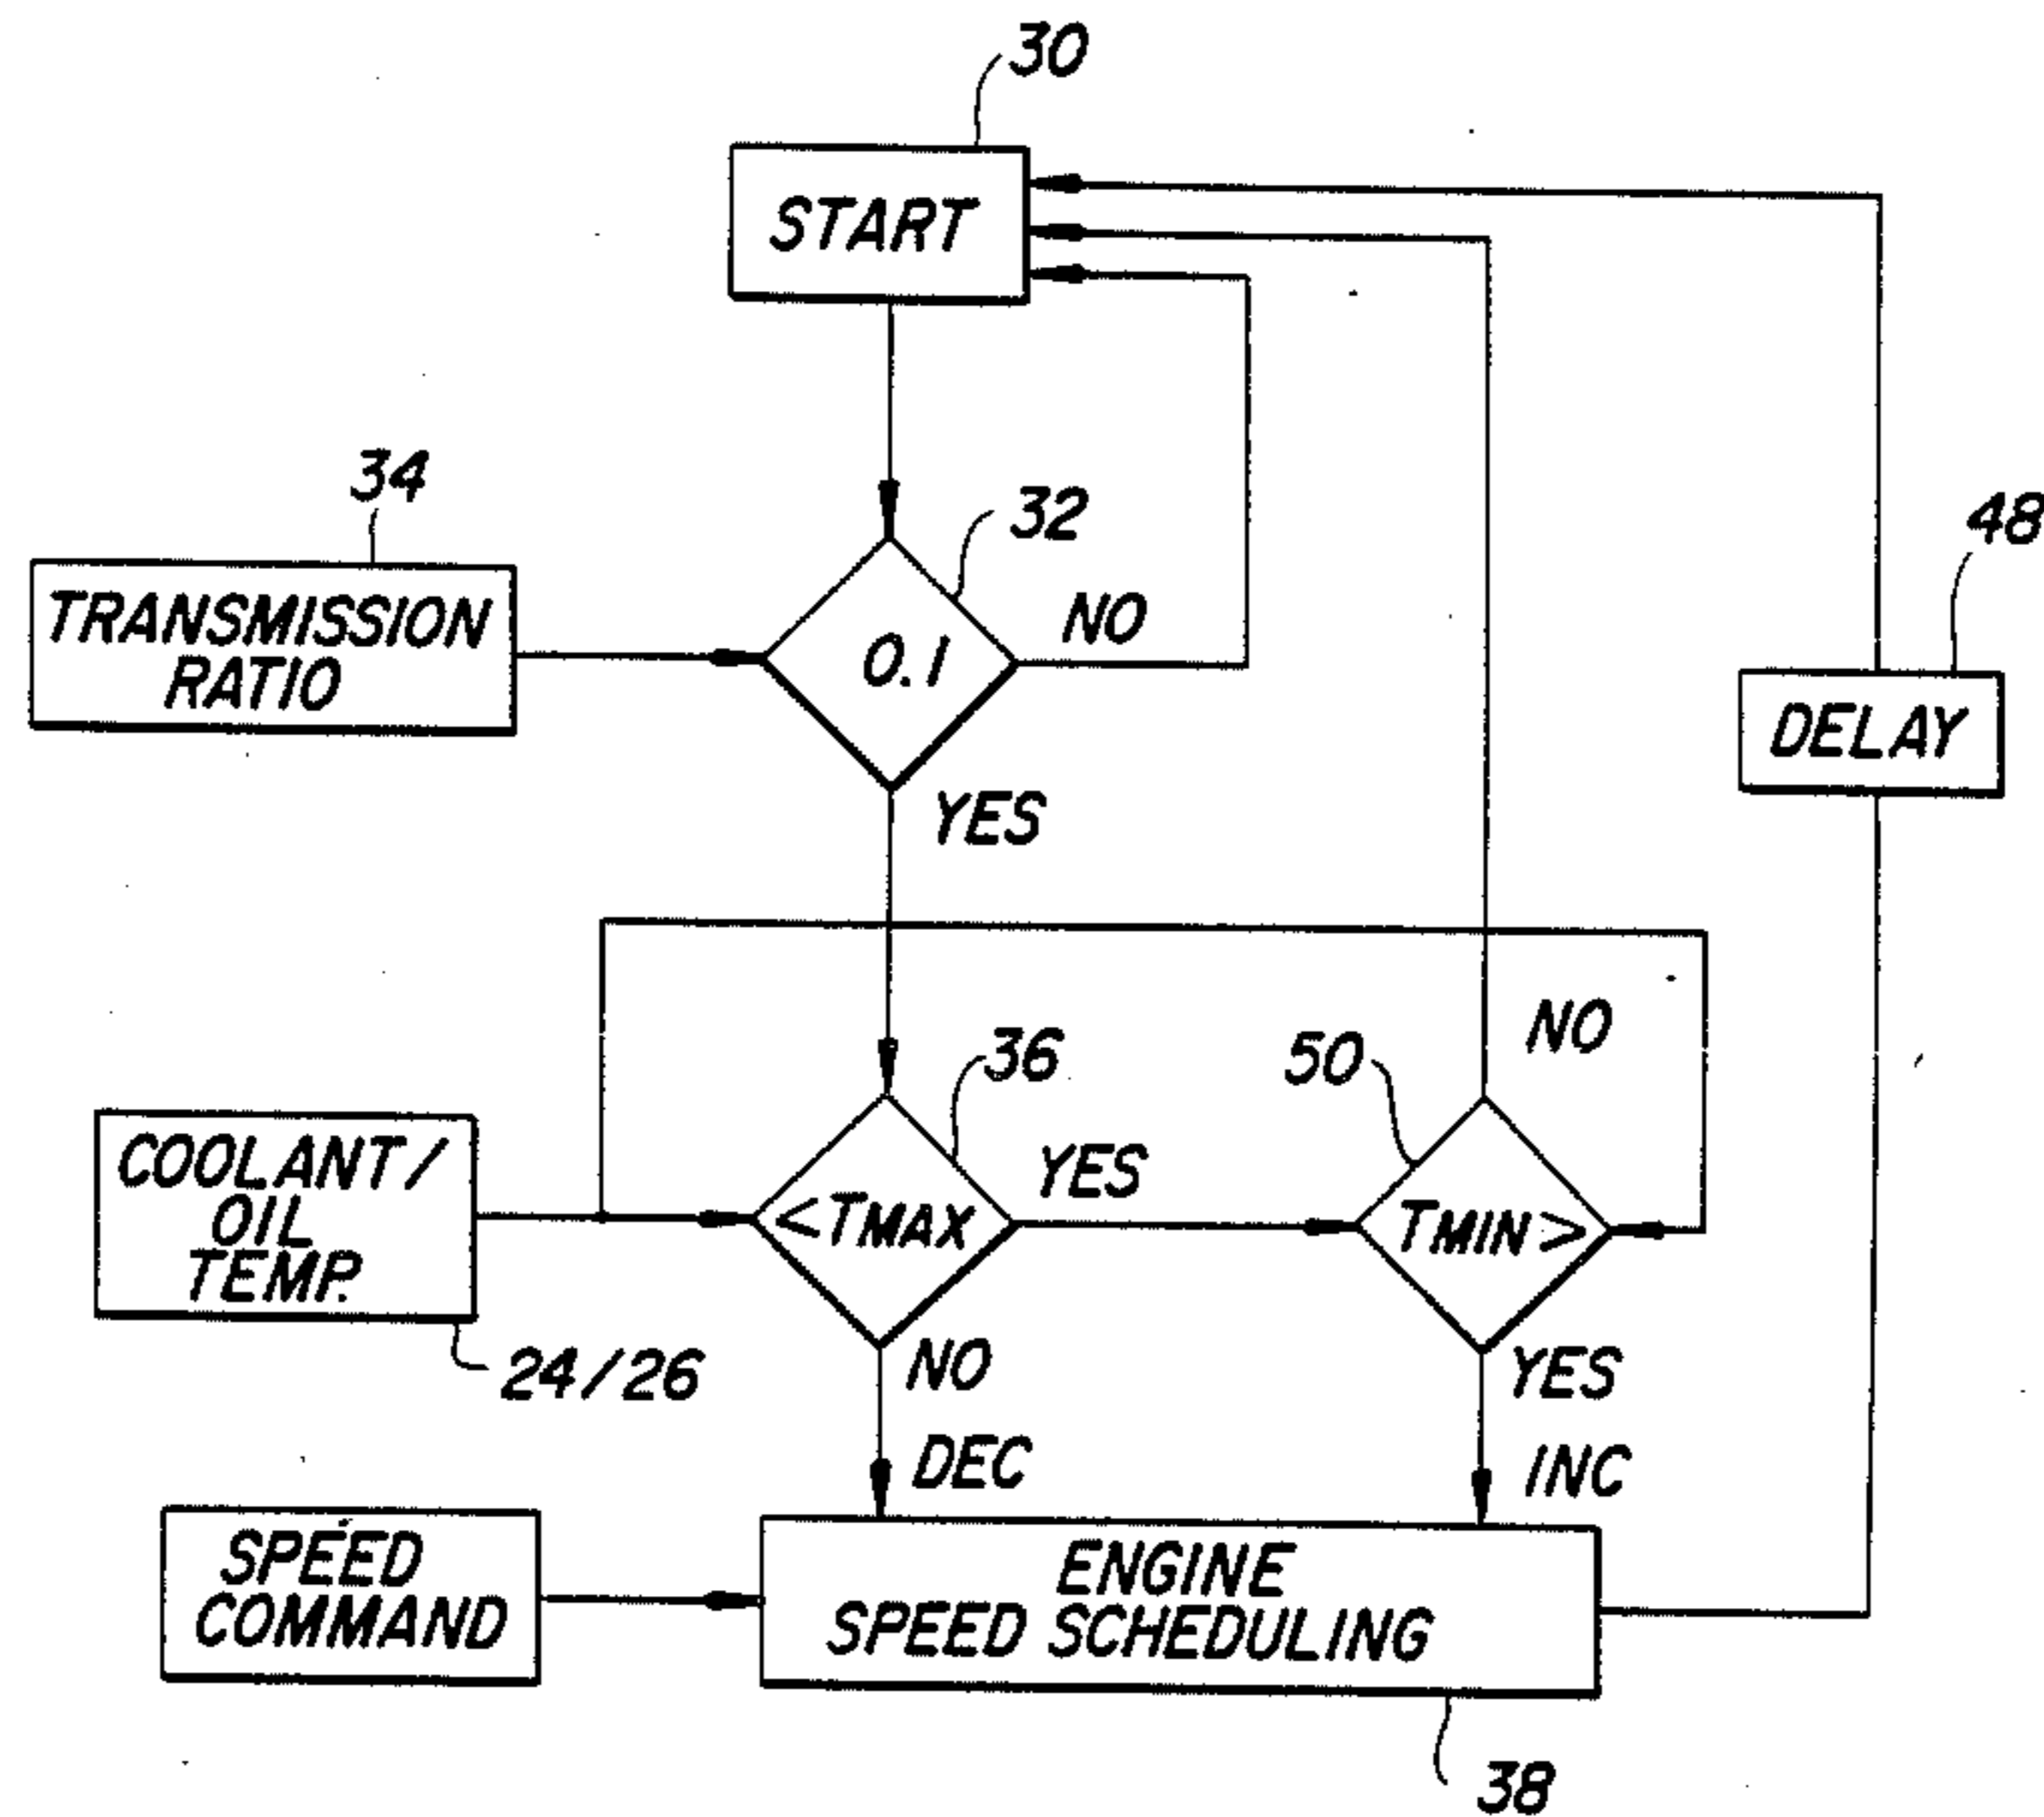 30
START
34
32
TRANSMISSION
RATIO
0.1
NO
48
DELAY
YES
36
50
NO
COOLANT/
OIL
TEMP.
YES
<TMAX
TMIN>
24/26
NO
YES
DEC
INC
SPEED
COMMAND
ENGINE
SPEED SCHEDULING
38